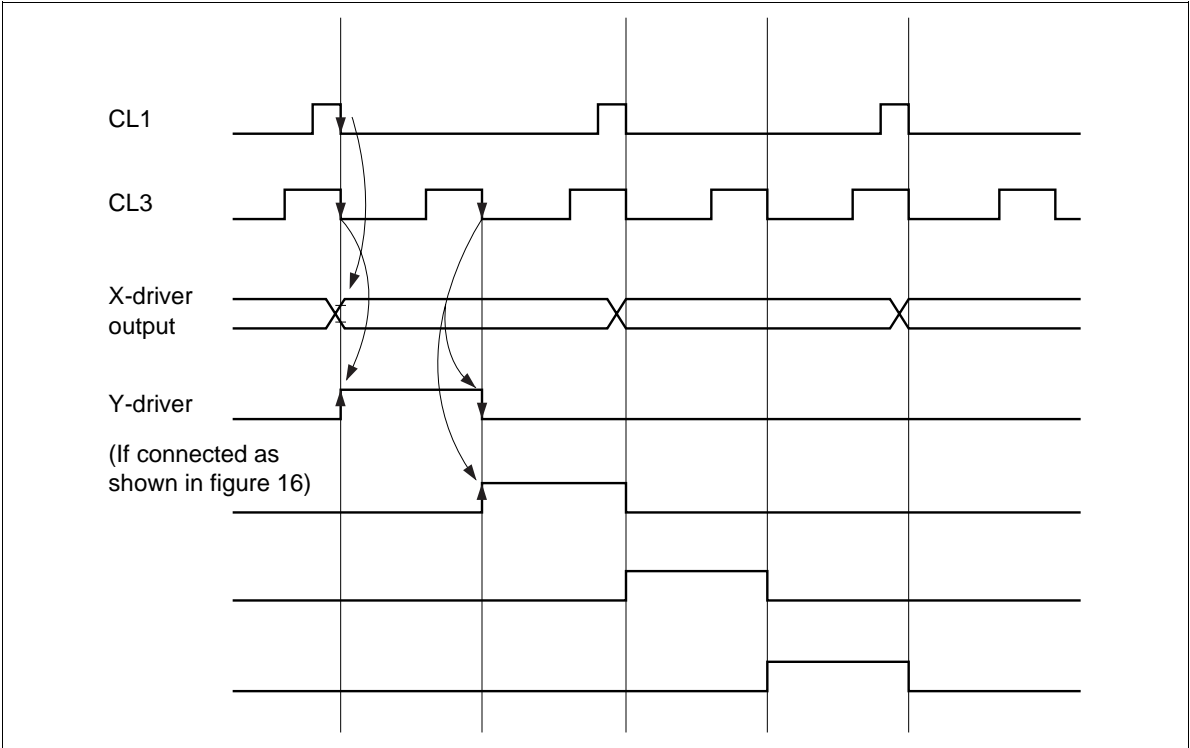 CL1
CL3
X-driver
output
Y-driver
(If connected as
shown in figure 16)